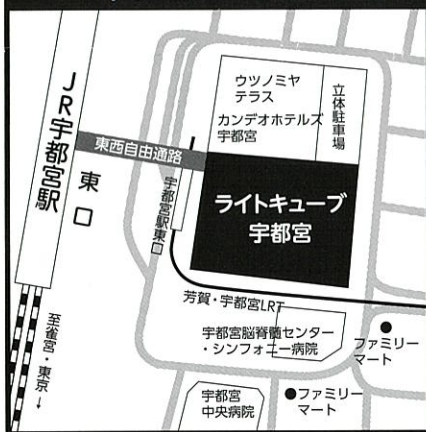 JR宇都宮駅
東口
東西自由通路
宇都宮駅東口
ウツノミヤ
テラス
カンデオホテルズ
宇都宮
立体駐車場
ライトキューブ
宇都宮
芳賀・宇都宮LRT
宇都宮脳脊髄センター
・シンフォニー病院
ファミリー
マート
宇都宮
中央病院
ファミリー
マート
至雀宮・東京→